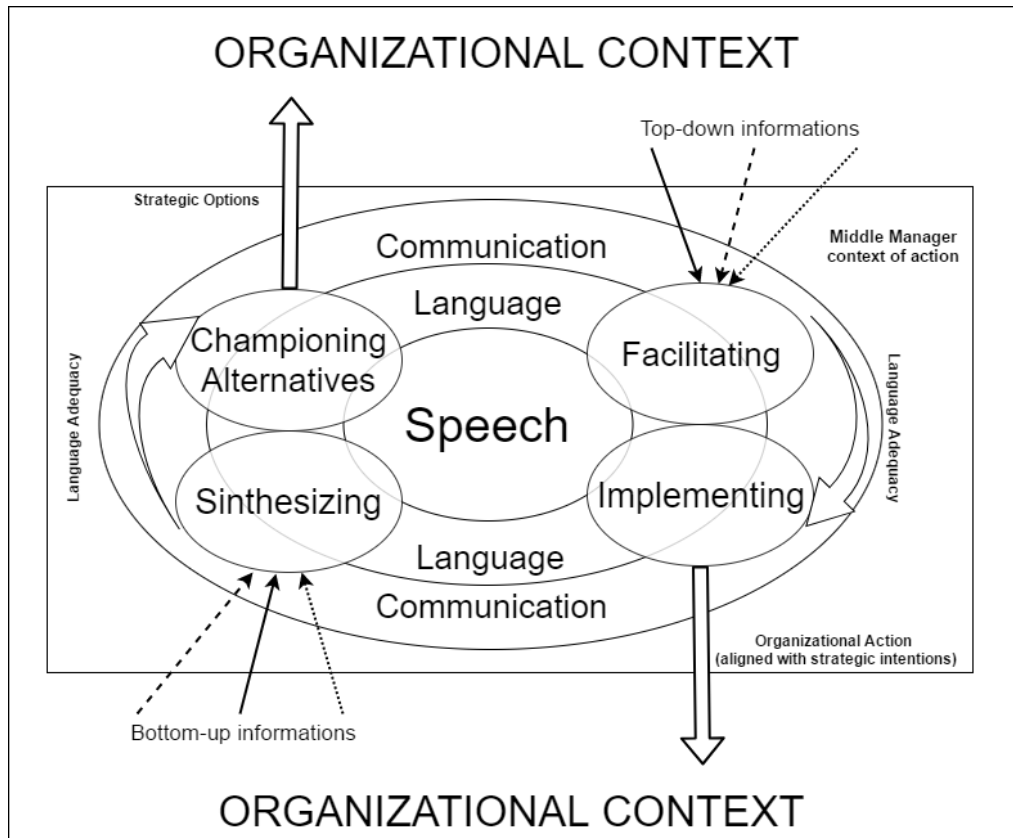 ORGANIZATIONAL CONTEXT
Top-down informations
Strategic Options
Communication
Middle Manager
context of action
Language
Championing
Alternatives
Facilitating
Language Adequacy
Speech
Language Adequacy
Sinthesizing
Implementing
Language
Communication
Organizational Action
(aligned with strategic intentions)
Bottom-up informations
ORGANIZATIONAL CONTEXT